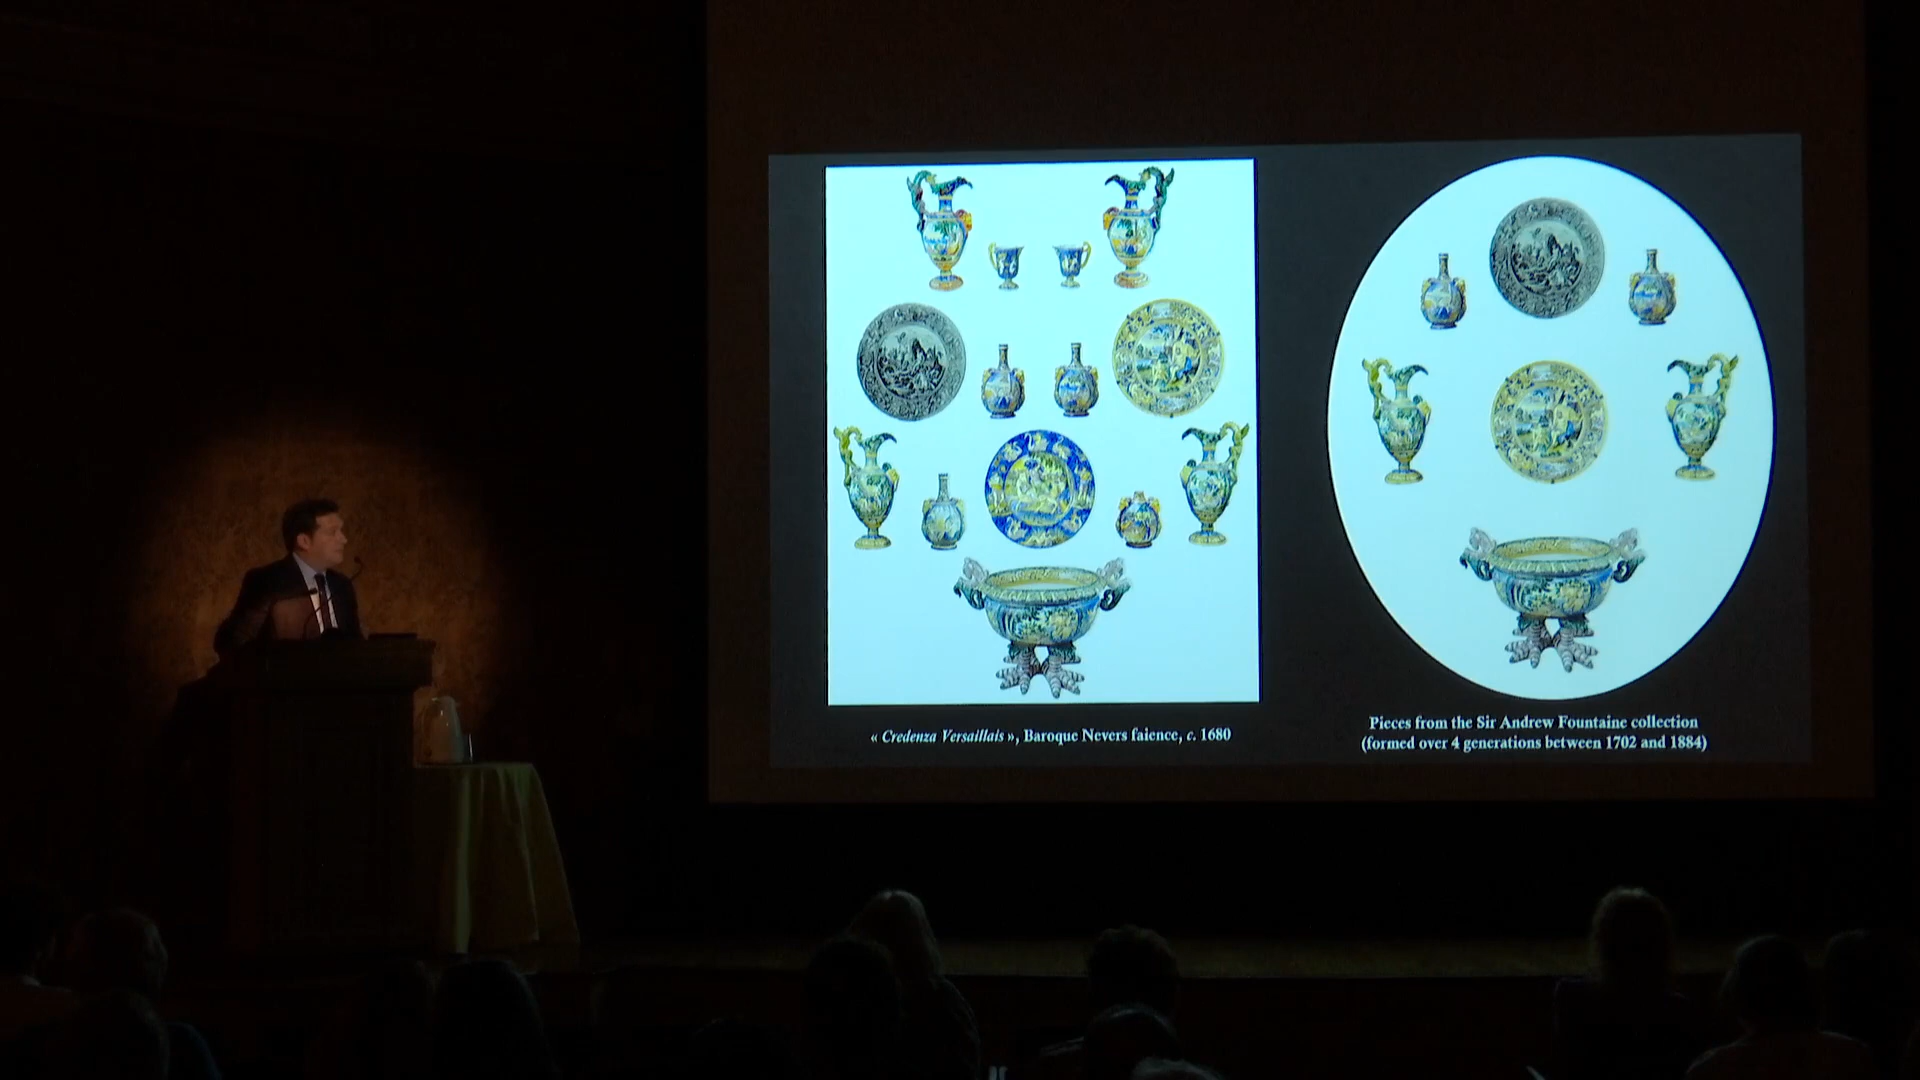 « Credenza Versaillais », Baroque Nevers faience, c. 1680
Pieces from the Sir Andrew Fountaine collection
(formed over 4 generations between 1702 and 1884)